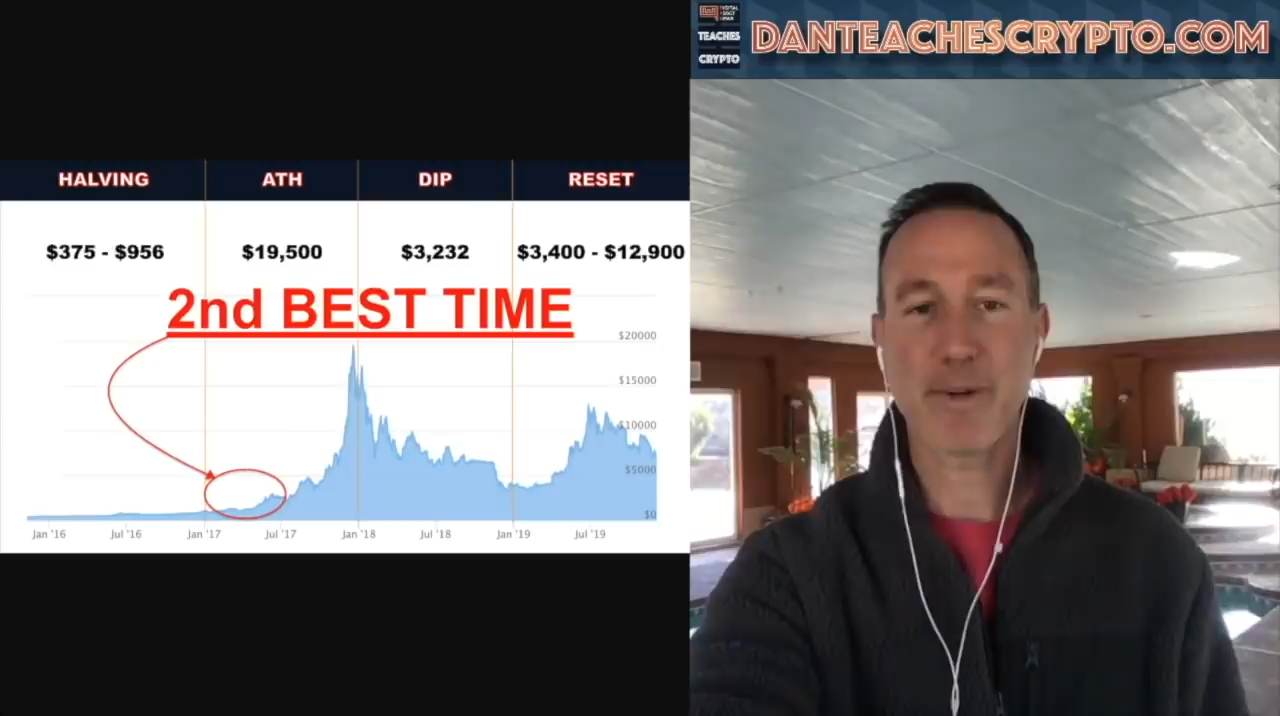 HALVING ATH DIP RESET
$375 - $956 $19,500 $3,232 $3,400 - $12,900
2nd BEST TIME
$20000
$15000
$10000
$5000
$0
Jan '16 Jul '16 Jan '17 Jul '17 Jan '18 Jul '18 Jan '19 Jul '19
DIGITAL
ASSET
TEACHES
CRYPTO
DANTEACHESCRYPTO.COM